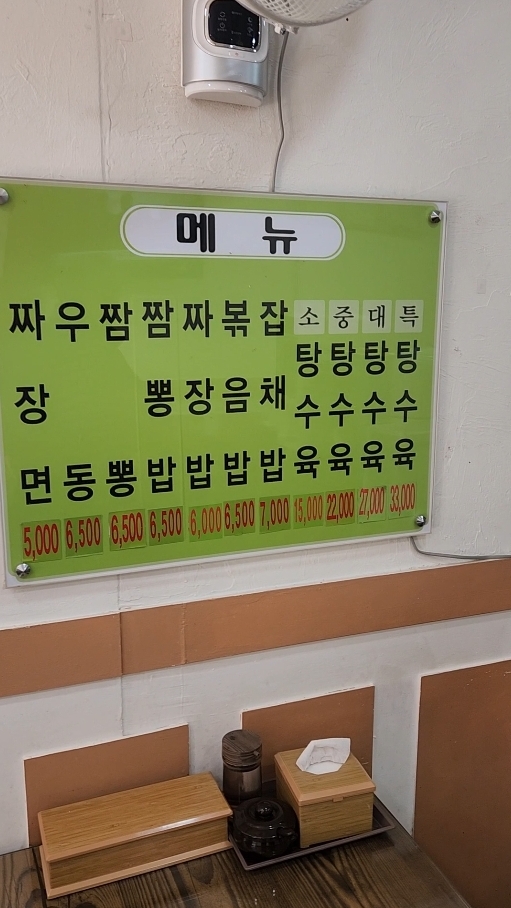 메 뉴
짜장면 5,000
우동 6,500
짬뽕 6,500
짬뽕밥 6,500
짜장밥 6,000
볶음밥 6,500
잡채밥 7,000
소 탕수육 15,000
중 탕수육 22,000
대 탕수육 27,000
특 탕수육 33,000